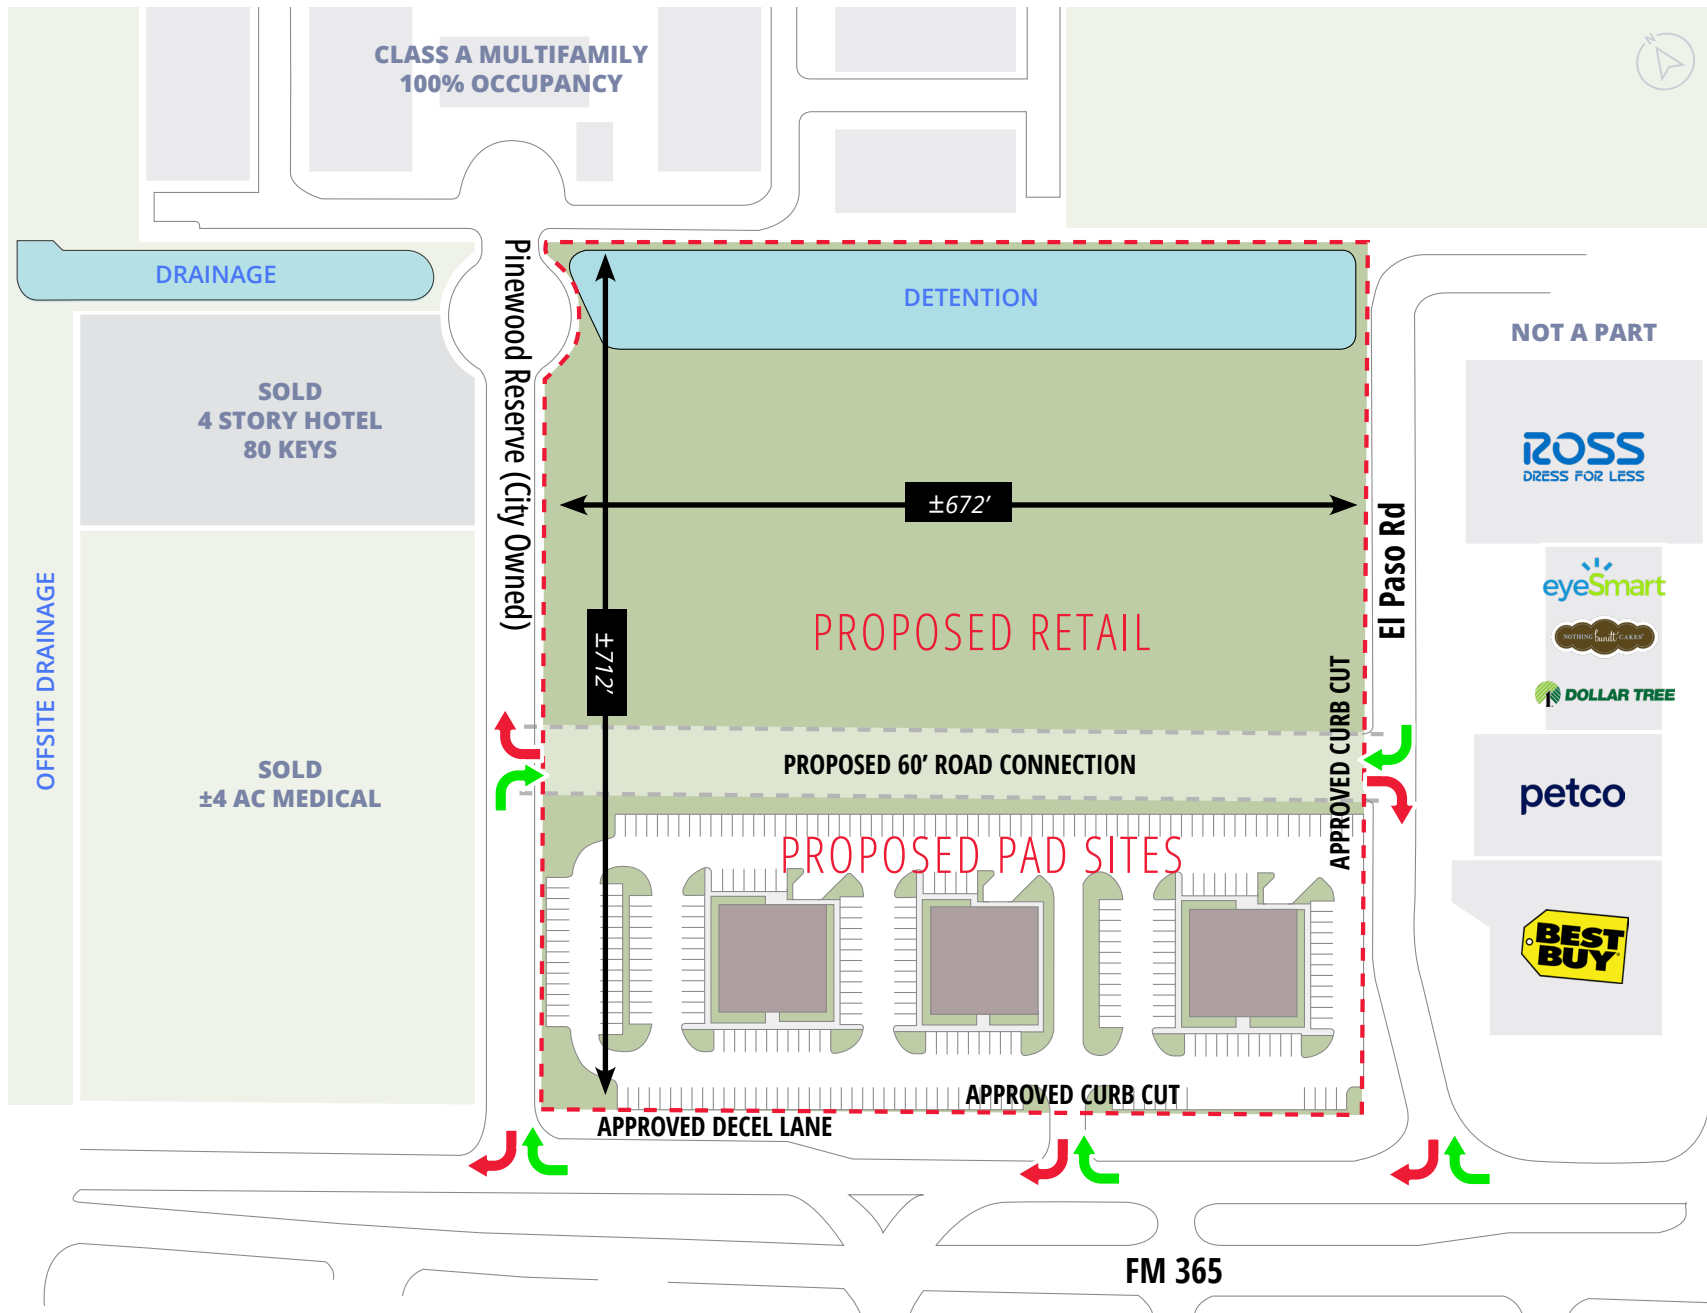 CLASS A MULTIFAMILY
100% OCCUPANCY
N
DRAINAGE
DETENTION
Pinewood Reserve (City Owned)
NOT A PART
SOLD
4 STORY HOTEL
80 KEYS
ROSS
DRESS FOR LESS
±672’
El Paso Rd
eyeSmart
OFFSITE DRAINAGE
±712’
PROPOSED RETAIL
NOTHING bundt CAKES
DOLLAR TREE
APPROVED CURB CUT
SOLD
±4 AC MEDICAL
PROPOSED 60’ ROAD CONNECTION
petco
PROPOSED PAD SITES
BEST
BUY
APPROVED CURB CUT
APPROVED DECEL LANE
FM 365